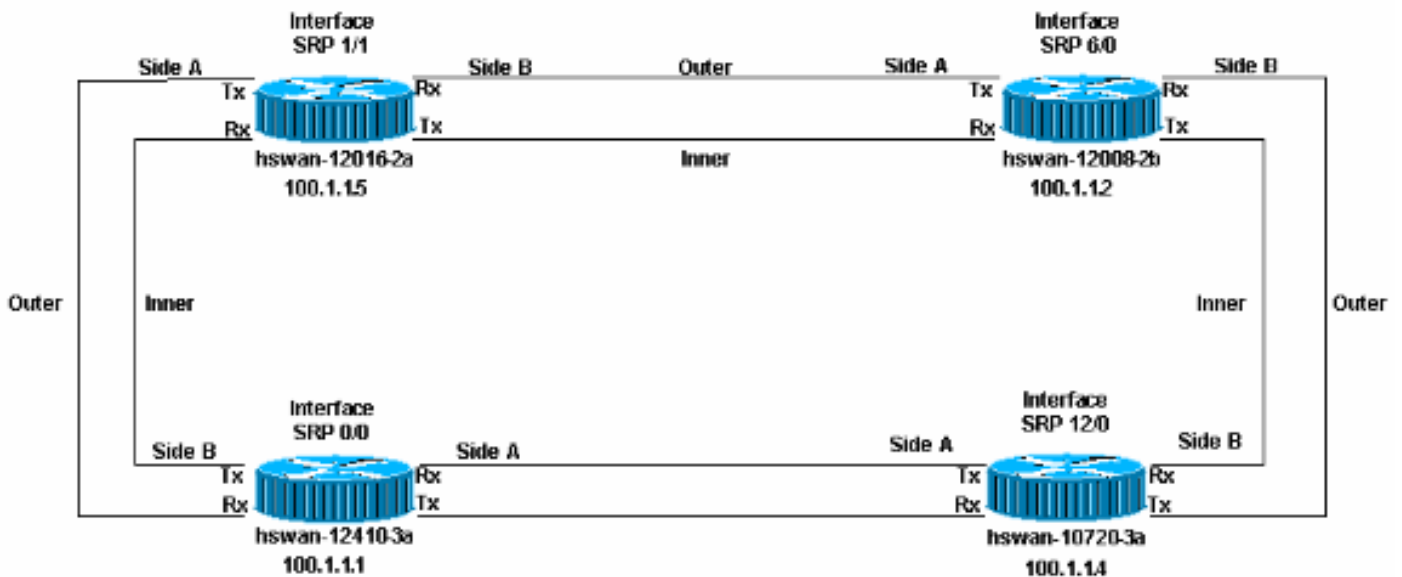 Interface
SRP 1/1
Interface
SRP 6/0
Side A
Side B
Outer
Side A
Side B
Tx
Rx
Tx
Rx
Rx
Tx
Rx
Tx
hswan-12016-2a
100.1.1.5
Inner
hswan-12008-2b
100.1.1.2
Outer
Inner
Inner
Outer
Interface
SRP 0/0
Interface
SRP 12/0
Side B
Side A
Side A
Side B
Tx
Rx
Tx
Rx
Rx
Tx
Rx
Tx
hswan-12410-3a
100.1.1.1
hswan-10720-3a
100.1.1.4